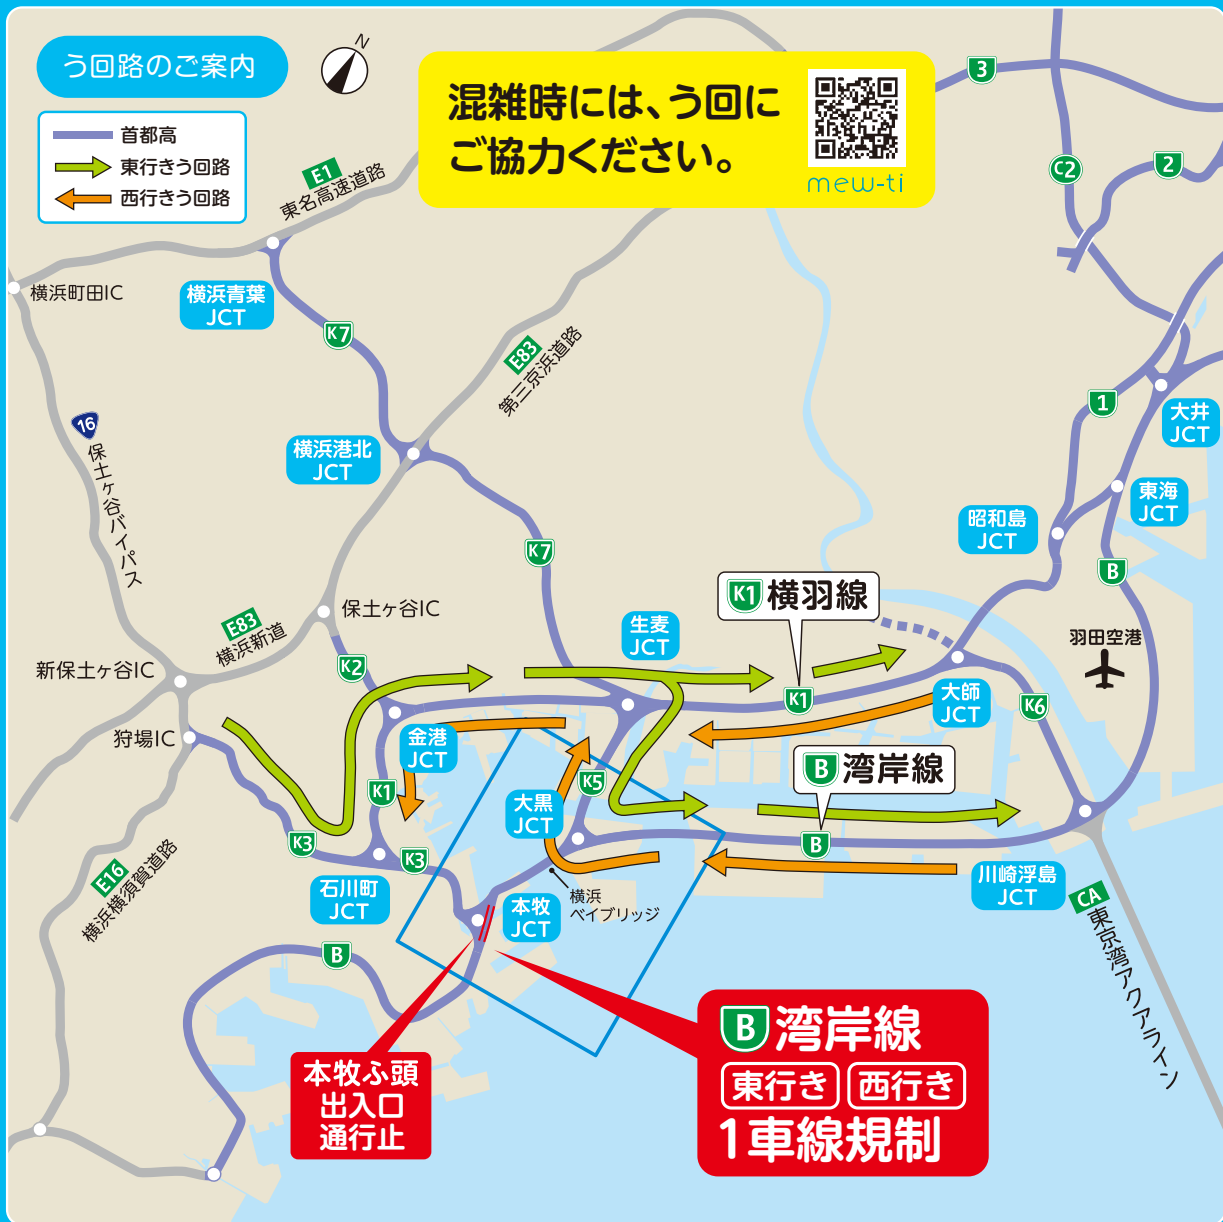 う回路のご案内
N
首都高
東行きう回路
西行きう回路
混雑時には、う回に
ご協力ください。
mew-ti
3
C2
2
E1
東名高速道路
横浜町田IC
横浜青葉
JCT
K7
E83
第三京浜道路
16
保土ヶ谷バイパス
横浜港北
JCT
1
大井
JCT
東海
JCT
昭和島
JCT
K7
B
K1 横羽線
保土ヶ谷IC
E83
横浜新道
生麦
JCT
羽田空港
新保土ヶ谷IC
K2
K1
大師
JCT
K6
狩場IC
金港
JCT
B 湾岸線
K1
K5
大黒
JCT
K3
K3
B
E16
横浜横須賀道路
石川町
JCT
横浜
ベイブリッジ
川崎浮島
JCT
本牧
JCT
CA
東京湾アクアライン
B
B 湾岸線
東行き 西行き
1車線規制
本牧ふ頭
出入口
通行止